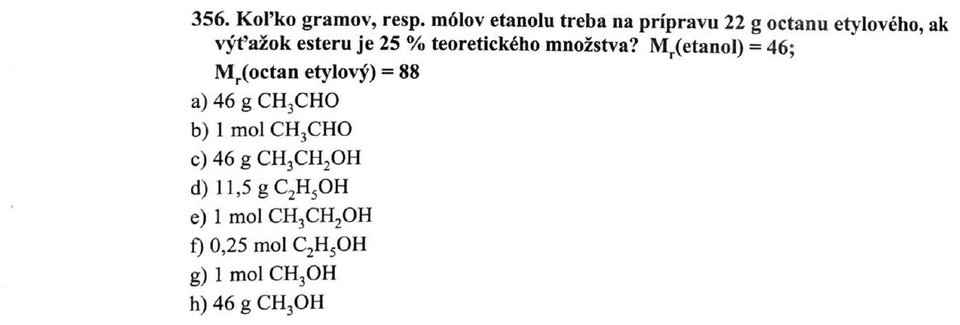 356. Koľko gramov, resp. mólov etanolu treba na prípravu 22 g octanu etylového, ak
výťažok esteru je 25 % teoretického množstva? Mᵣ(etanol) = 46;
Mᵣ(octan etylový) = 88
a) 46 g CH₃CHO
b) 1 mol CH₃CHO
c) 46 g CH₃CH₂OH
d) 11,5 g C₂H₅OH
e) 1 mol CH₃CH₂OH
f) 0,25 mol C₂H₅OH
g) 1 mol CH₃OH
h) 46 g CH₃OH